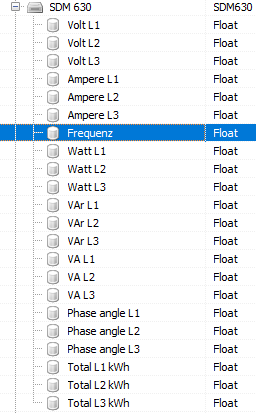 SDM 630 SDM630
Volt L1 Float
Volt L2 Float
Volt L3 Float
Ampere L1 Float
Ampere L2 Float
Ampere L3 Float
Frequenz Float
Watt L1 Float
Watt L2 Float
Watt L3 Float
VAr L1 Float
VAr L2 Float
VAr L3 Float
VA L1 Float
VA L2 Float
VA L3 Float
Phase angle L1 Float
Phase angle L2 Float
Phase angle L3 Float
Total L1 kWh Float
Total L2 kWh Float
Total L3 kWh Float